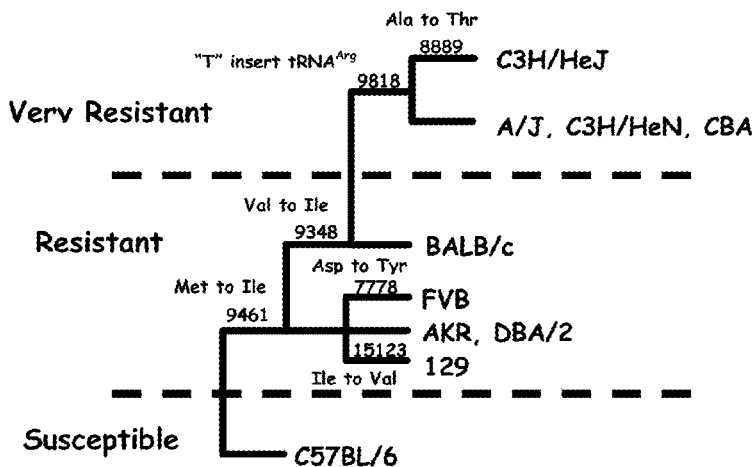 Ala to Thr
8889
C3H/HeJ
"T" insert tRNA^Arg
9818
Verv Resistant
A/J, C3H/HeN, CBA
Val to Ile
9348
Resistant
BALB/c
Asp to Tyr
7778
FVB
Met to Ile
9461
AKR, DBA/2
15123
129
Ile to Val
Susceptible
C57BL/6